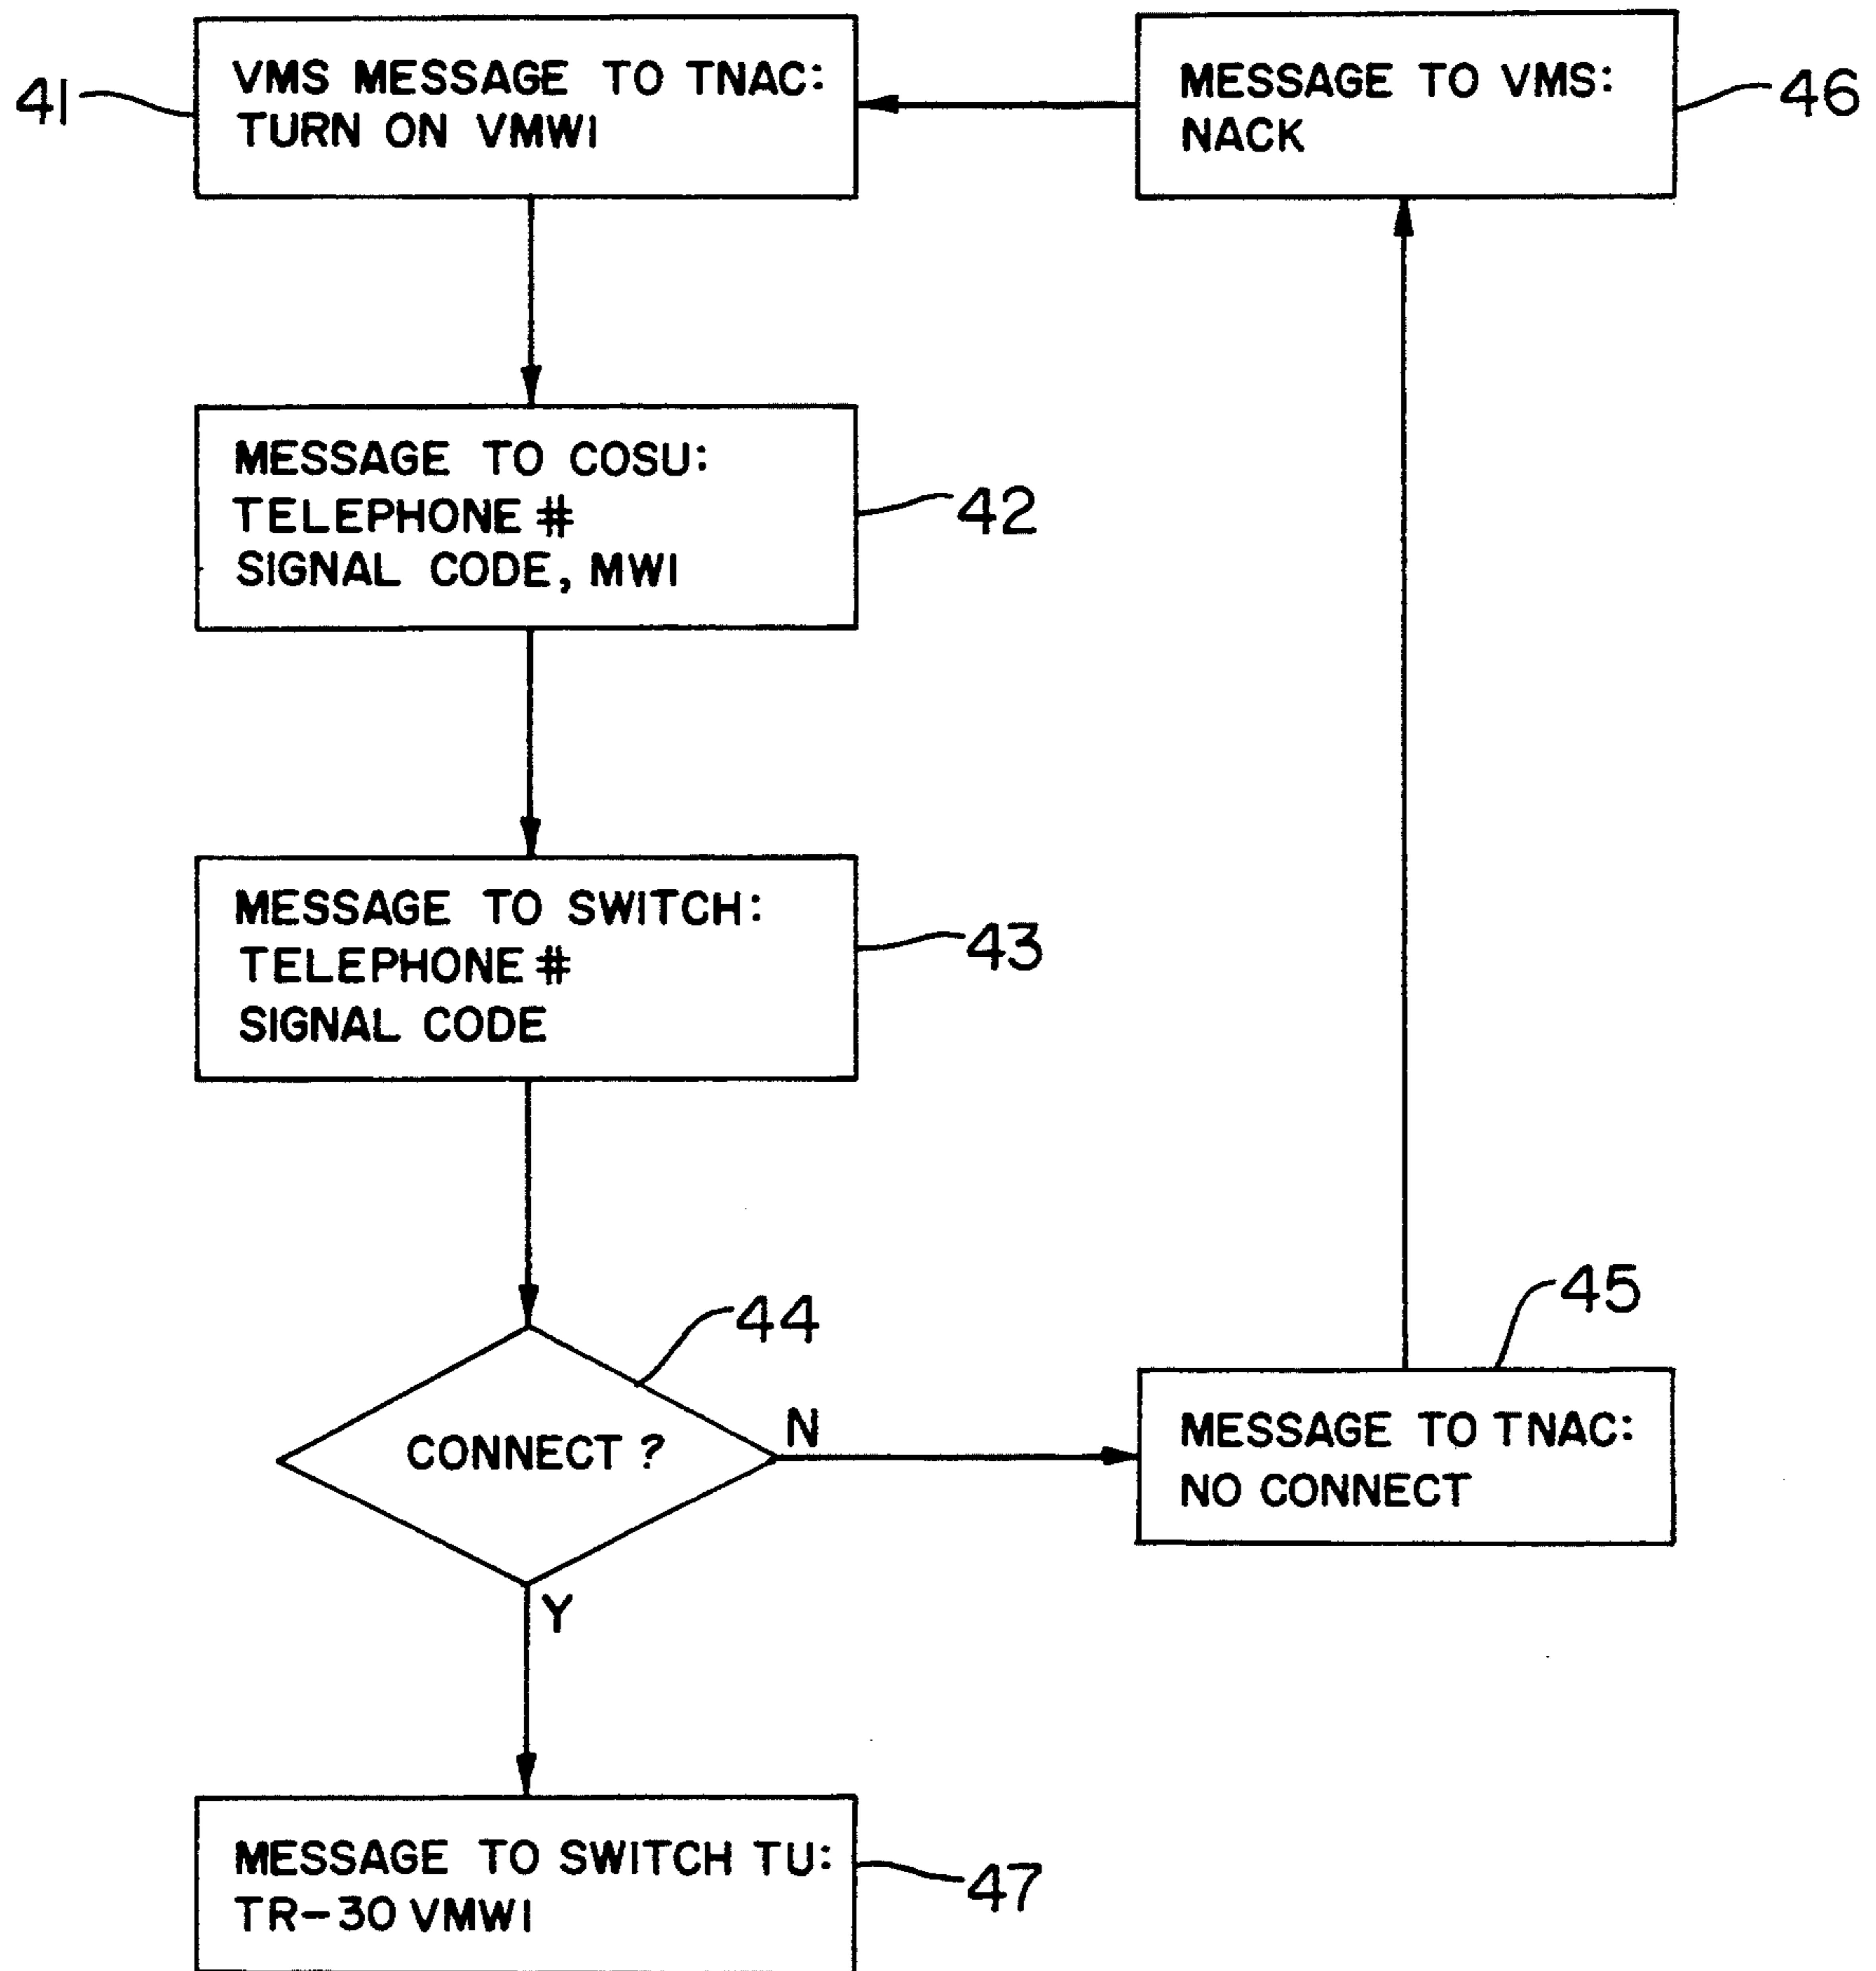 41
VMS MESSAGE TO TNAC:
TURN ON VMWI
MESSAGE TO VMS:
NACK
46
MESSAGE TO COSU:
TELEPHONE #
SIGNAL CODE, MWI
42
MESSAGE TO SWITCH:
TELEPHONE #
SIGNAL CODE
43
44
CONNECT ?
N
Y
45
MESSAGE TO TNAC:
NO CONNECT
MESSAGE TO SWITCH TU:
TR-30 VMWI
47